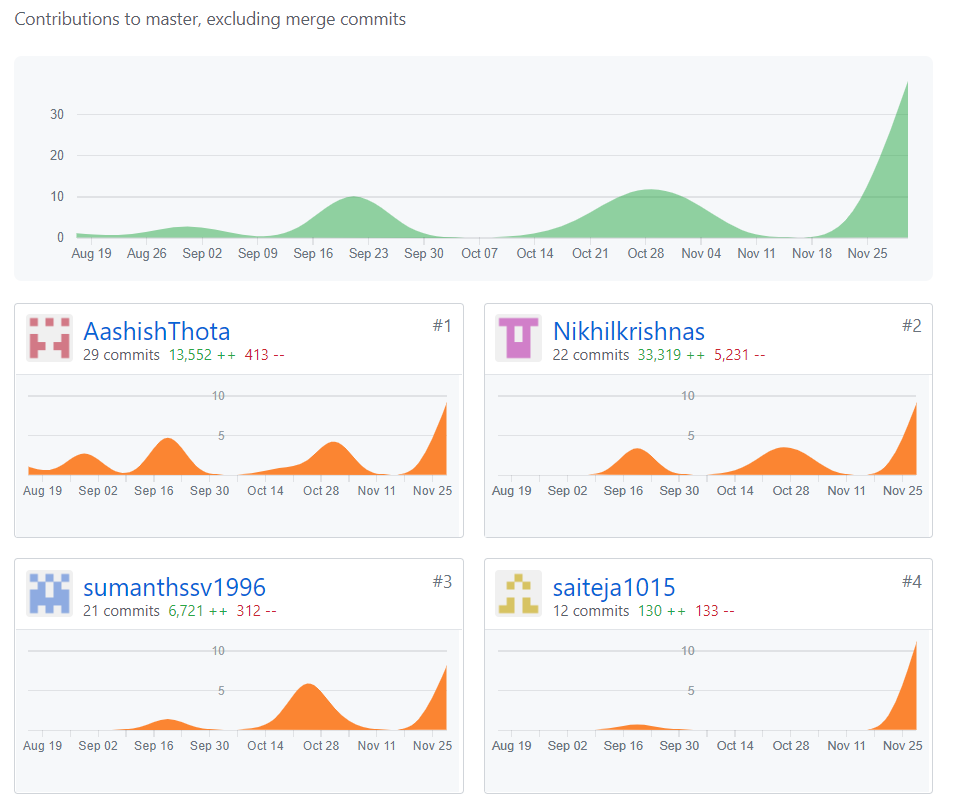 Contributions to master, excluding merge commits
30
20
10
0
Aug 19 Aug 26 Sep 02 Sep 09 Sep 16 Sep 23 Sep 30 Oct 07 Oct 14 Oct 21 Oct 28 Nov 04 Nov 11 Nov 18 Nov 25
AashishThota #1
29 commits 13,552 ++ 413 --
10
5
Aug 19 Sep 02 Sep 16 Sep 30 Oct 14 Oct 28 Nov 11 Nov 25
Nikhilkrishnas #2
22 commits 33,319 ++ 5,231 --
10
5
Aug 19 Sep 02 Sep 16 Sep 30 Oct 14 Oct 28 Nov 11 Nov 25
sumanthssv1996 #3
21 commits 6,721 ++ 312 --
10
5
Aug 19 Sep 02 Sep 16 Sep 30 Oct 14 Oct 28 Nov 11 Nov 25
saiteja1015 #4
12 commits 130 ++ 133 --
10
5
Aug 19 Sep 02 Sep 16 Sep 30 Oct 14 Oct 28 Nov 11 Nov 25